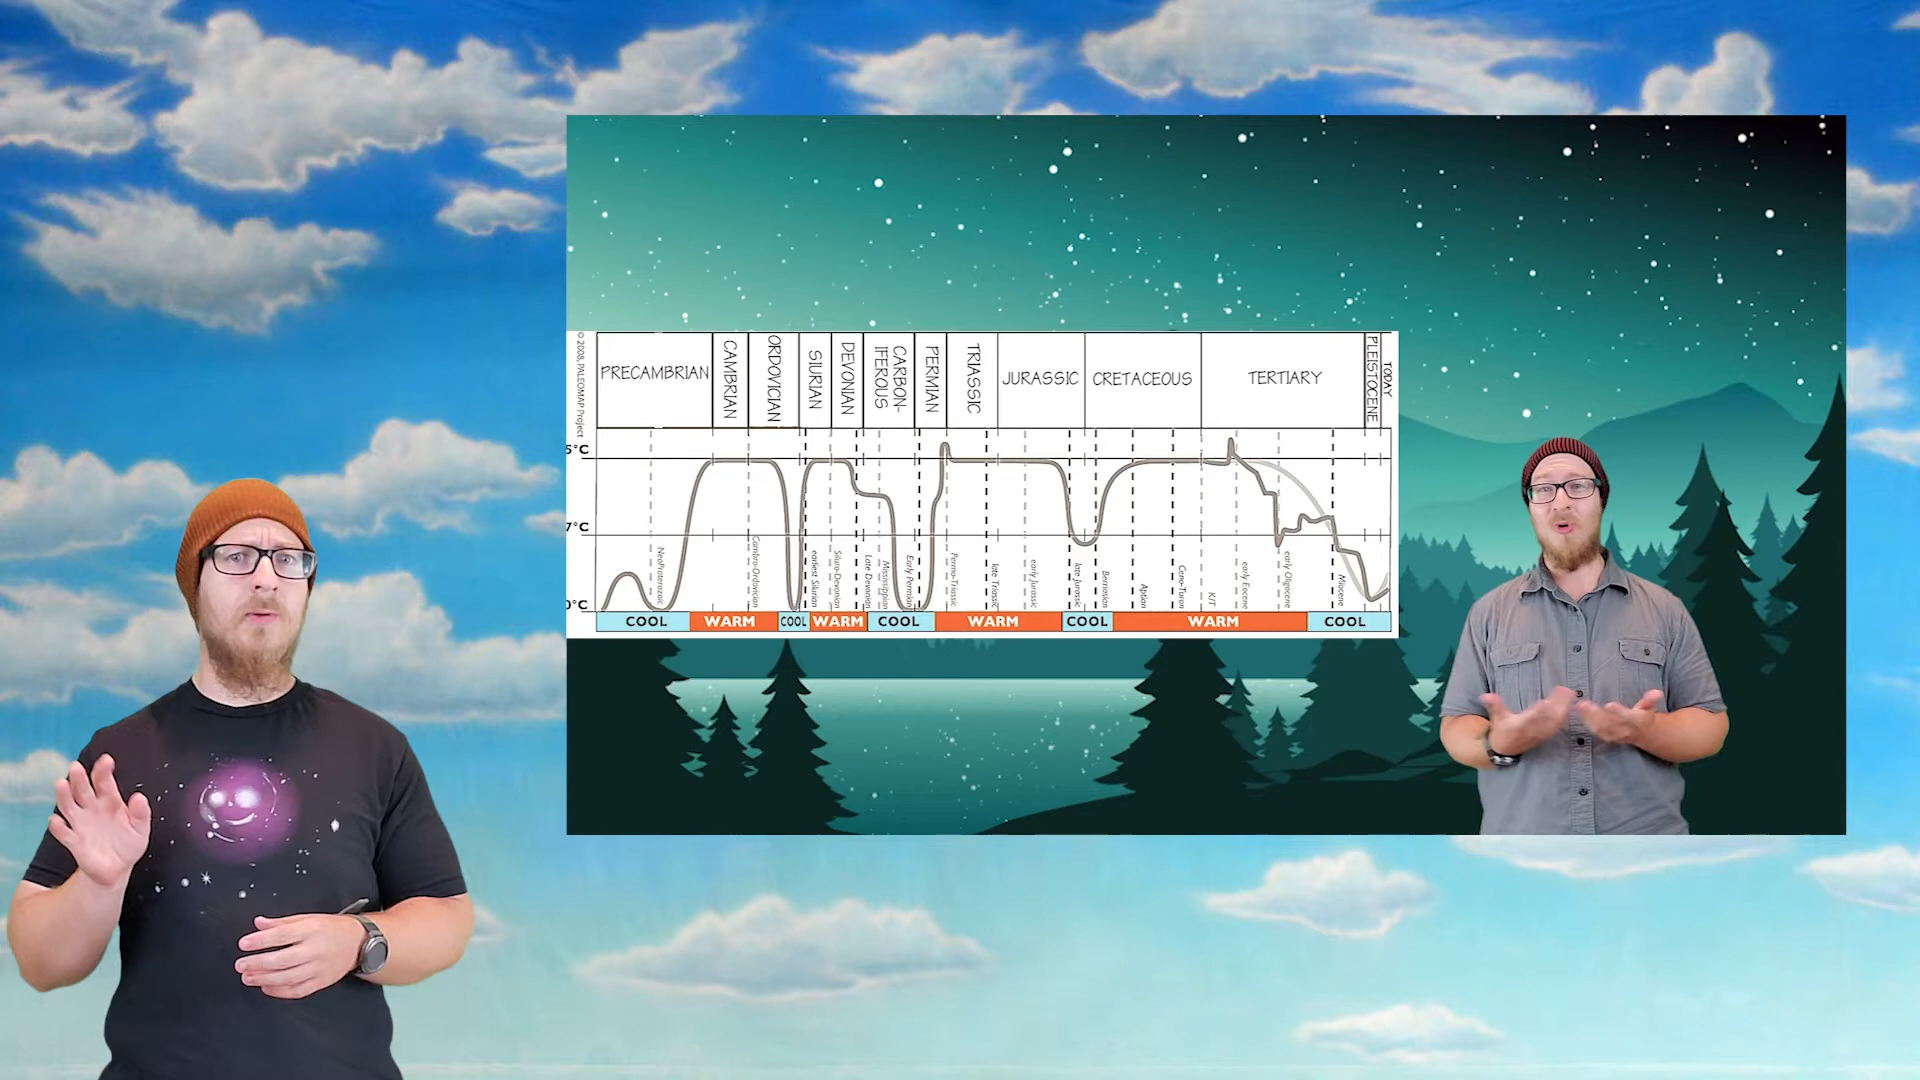 © 2008, PALEOMAP Project
PRECAMBRIAN
CAMBRIAN
ORDOVICIAN
SIURIAN
DEVONIAN
CARBON-
IFEROUS
PERMIAN
TRIASSIC
JURASSIC
CRETACEOUS
TERTIARY
PLEISTOCENE
TODAY
5°C
7°C
0°C
NeoProterozoic
Cambro-Ordovician
earliest Silurian
Siluro-Devonian
Late Devonian
Mississippian
Early Permian
Permo-Triassic
late Triassic
early Jurassic
late Jurassic
Berriasian
Aptian
Ceno-Turon
K/T
early Eocene
early Oligocene
Miocene
COOL
WARM
COOL
WARM
COOL
WARM
COOL
WARM
COOL